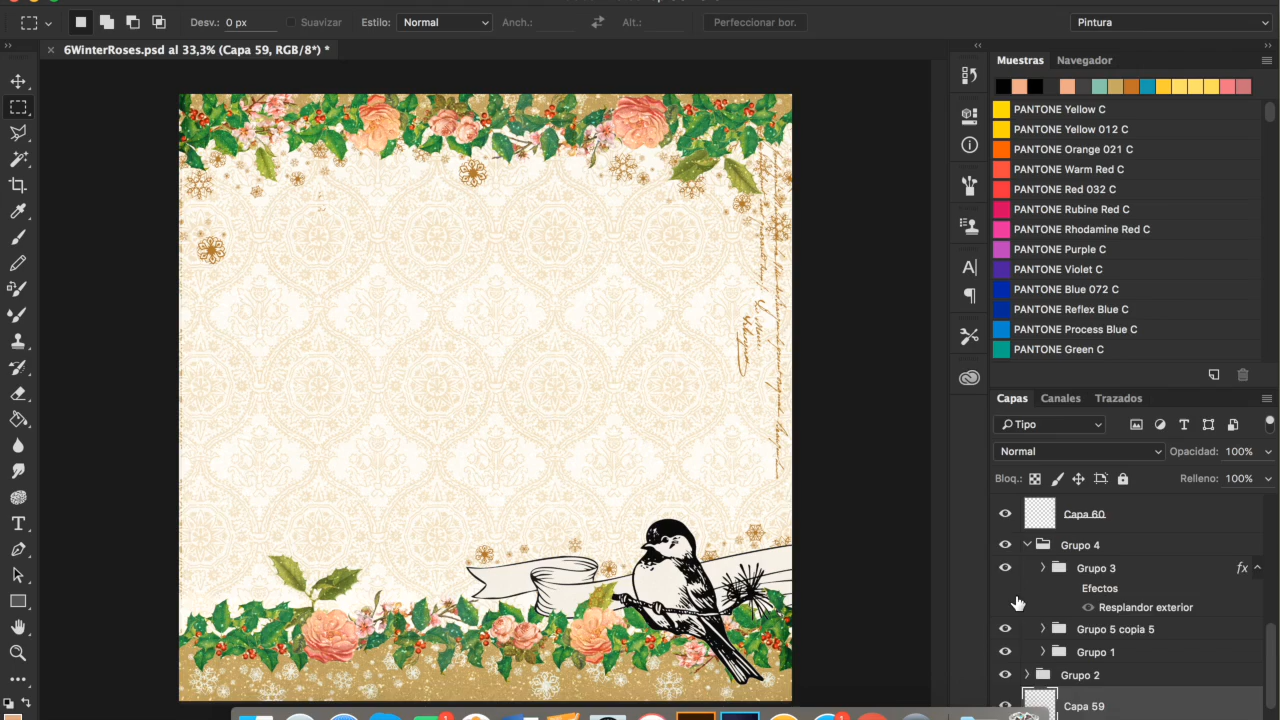 Desv.: 0 px Suavizar Estilo: Normal Anch.: Alt.: Perfeccionar bor. Pintura
6WinterRoses.psd al 33,3% (Capa 59, RGB/8*) *
Muestras Navegador
PANTONE Yellow C
PANTONE Yellow 012 C
PANTONE Orange 021 C
PANTONE Warm Red C
PANTONE Red 032 C
PANTONE Rubine Red C
PANTONE Rhodamine Red C
PANTONE Purple C
PANTONE Violet C
PANTONE Blue 072 C
PANTONE Reflex Blue C
PANTONE Process Blue C
PANTONE Green C
Capas Canales Trazados
Tipo
Normal Opacidad: 100%
Bloq.: Relleno: 100%
Capa 60
Grupo 4
Grupo 3 fx
Efectos
Resplandor exterior
Grupo 5 copia 5
Grupo 1
Grupo 2
Capa 59